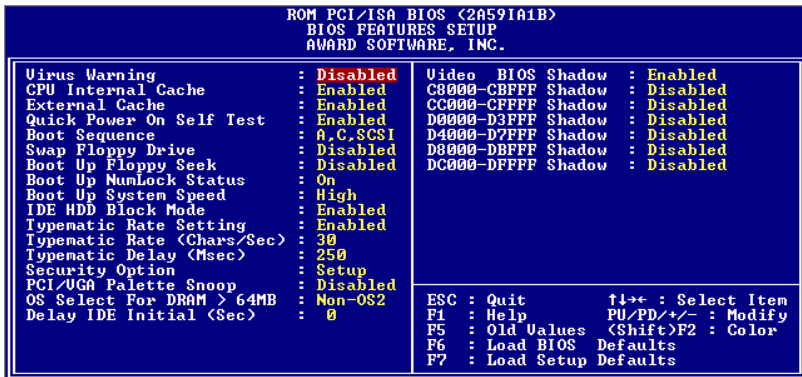 ROM PCI/ISA BIOS (2A59IA1B)
BIOS FEATURES SETUP
AWARD SOFTWARE, INC.
Virus Warning : Disabled
CPU Internal Cache : Enabled
External Cache : Enabled
Quick Power On Self Test : Enabled
Boot Sequence : A,C,SCSI
Swap Floppy Drive : Disabled
Boot Up Floppy Seek : Disabled
Boot Up NumLock Status : On
Boot Up System Speed : High
IDE HDD Block Mode : Enabled
Typematic Rate Setting : Enabled
Typematic Rate (Chars/Sec) : 30
Typematic Delay (Msec) : 250
Security Option : Setup
PCI/VGA Palette Snoop : Disabled
OS Select For DRAM > 64MB : Non-OS2
Delay IDE Initial (Sec) : 0
Video BIOS Shadow : Enabled
C8000-CBFFF Shadow : Disabled
CC000-CFFFF Shadow : Disabled
D0000-D3FFF Shadow : Disabled
D4000-D7FFF Shadow : Disabled
D8000-DBFFF Shadow : Disabled
DC000-DFFFF Shadow : Disabled
ESC : Quit ↑↓→← : Select Item
F1 : Help PU/PD/+/- : Modify
F5 : Old Values (Shift)F2 : Color
F6 : Load BIOS Defaults
F7 : Load Setup Defaults